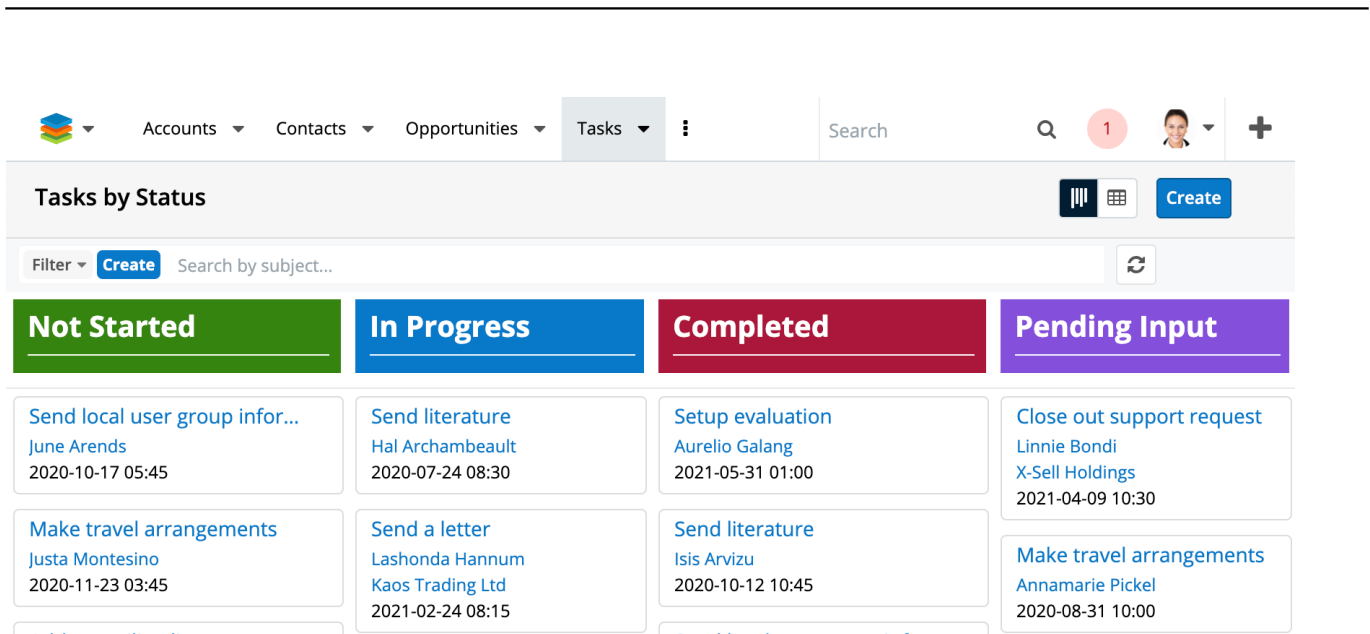 Accounts Contacts Opportunities Tasks Search 1
Tasks by Status Create
Filter Create Search by subject...
Not Started In Progress Completed Pending Input
Send local user group infor...
June Arends
2020-10-17 05:45
Make travel arrangements
Justa Montesino
2020-11-23 03:45
Send literature
Hal Archambeault
2020-07-24 08:30
Send a letter
Lashonda Hannum
Kaos Trading Ltd
2021-02-24 08:15
Setup evaluation
Aurelio Galang
2021-05-31 01:00
Send literature
Isis Arvizu
2020-10-12 10:45
Close out support request
Linnie Bondi
X-Sell Holdings
2021-04-09 10:30
Make travel arrangements
Annamarie Pickel
2020-08-31 10:00